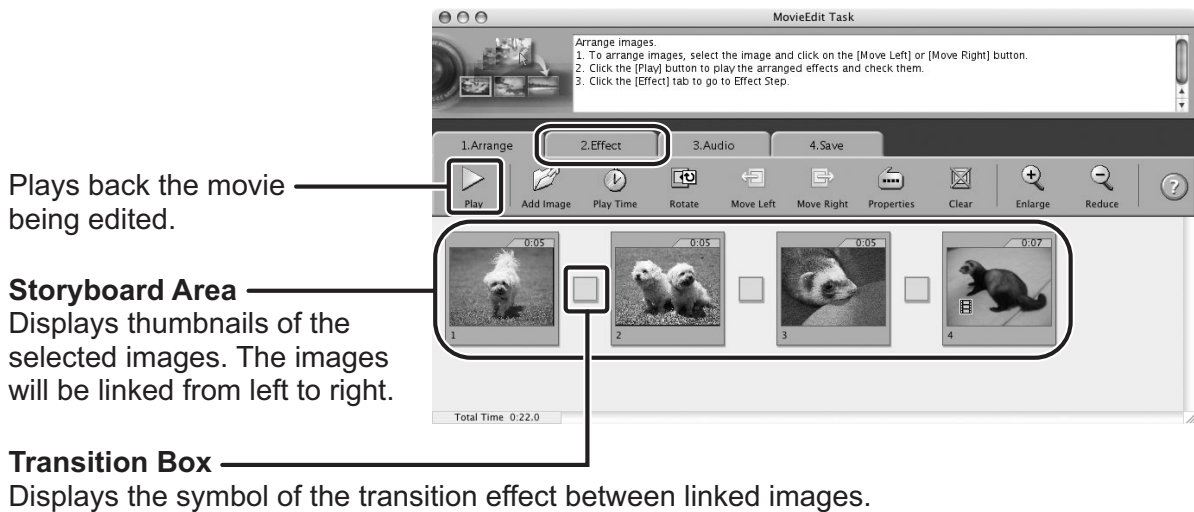 MovieEdit Task
Arrange images.
1. To arrange images, select the image and click on the [Move Left] or [Move Right] button.
2. Click the [Play] button to play the arranged effects and check them.
3. Click the [Effect] tab to go to Effect Step.
1.Arrange 2.Effect 3.Audio 4.Save
Play Add Image Play Time Rotate Move Left Move Right Properties Clear Enlarge Reduce ?
Plays back the movie
being edited.
0:05 0:05 0:05 0:07
1 2 3 4
Storyboard Area
Displays thumbnails of the
selected images. The images
will be linked from left to right.
Total Time 0:22.0
Transition Box
Displays the symbol of the transition effect between linked images.